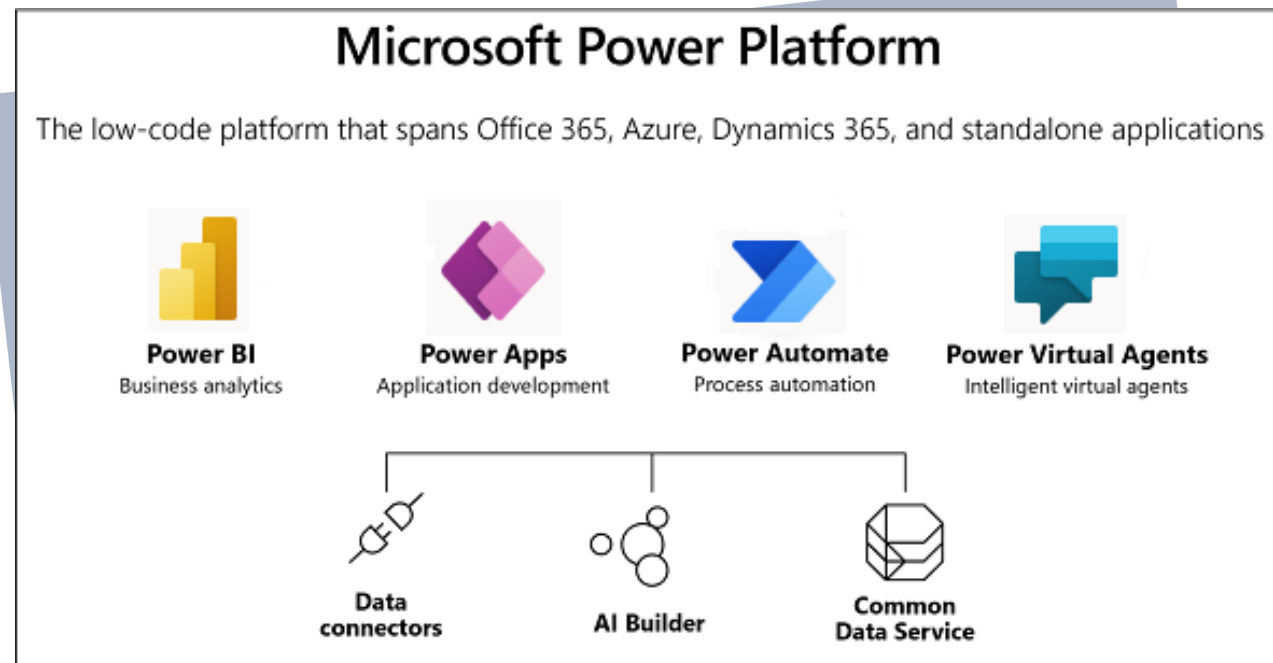 Microsoft Power Platform
The low-code platform that spans Office 365, Azure, Dynamics 365, and standalone applications
Power BI
Business analytics
Power Apps
Application development
Power Automate
Process automation
Power Virtual Agents
Intelligent virtual agents
Data
connectors
AI Builder
Common
Data Service